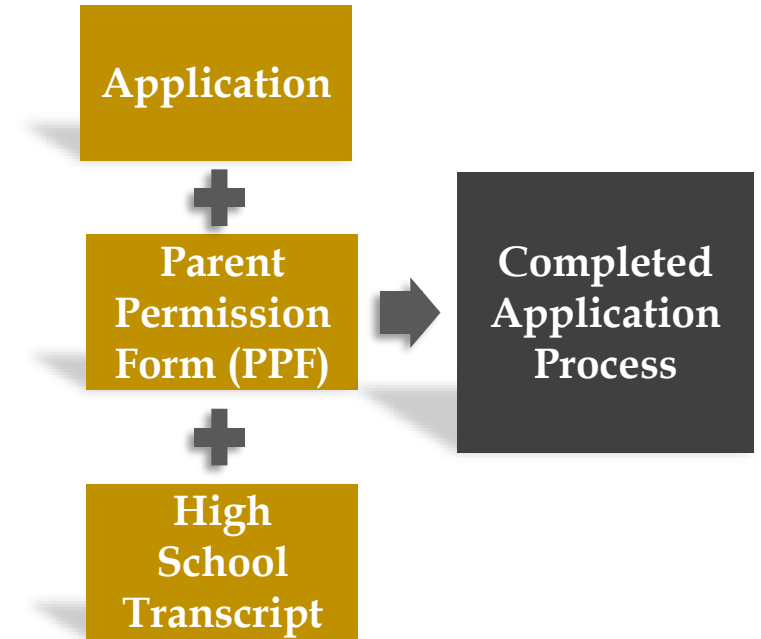 Application
Parent
Permission
Form (PPF)
High
School
Transcript
Completed
Application
Process